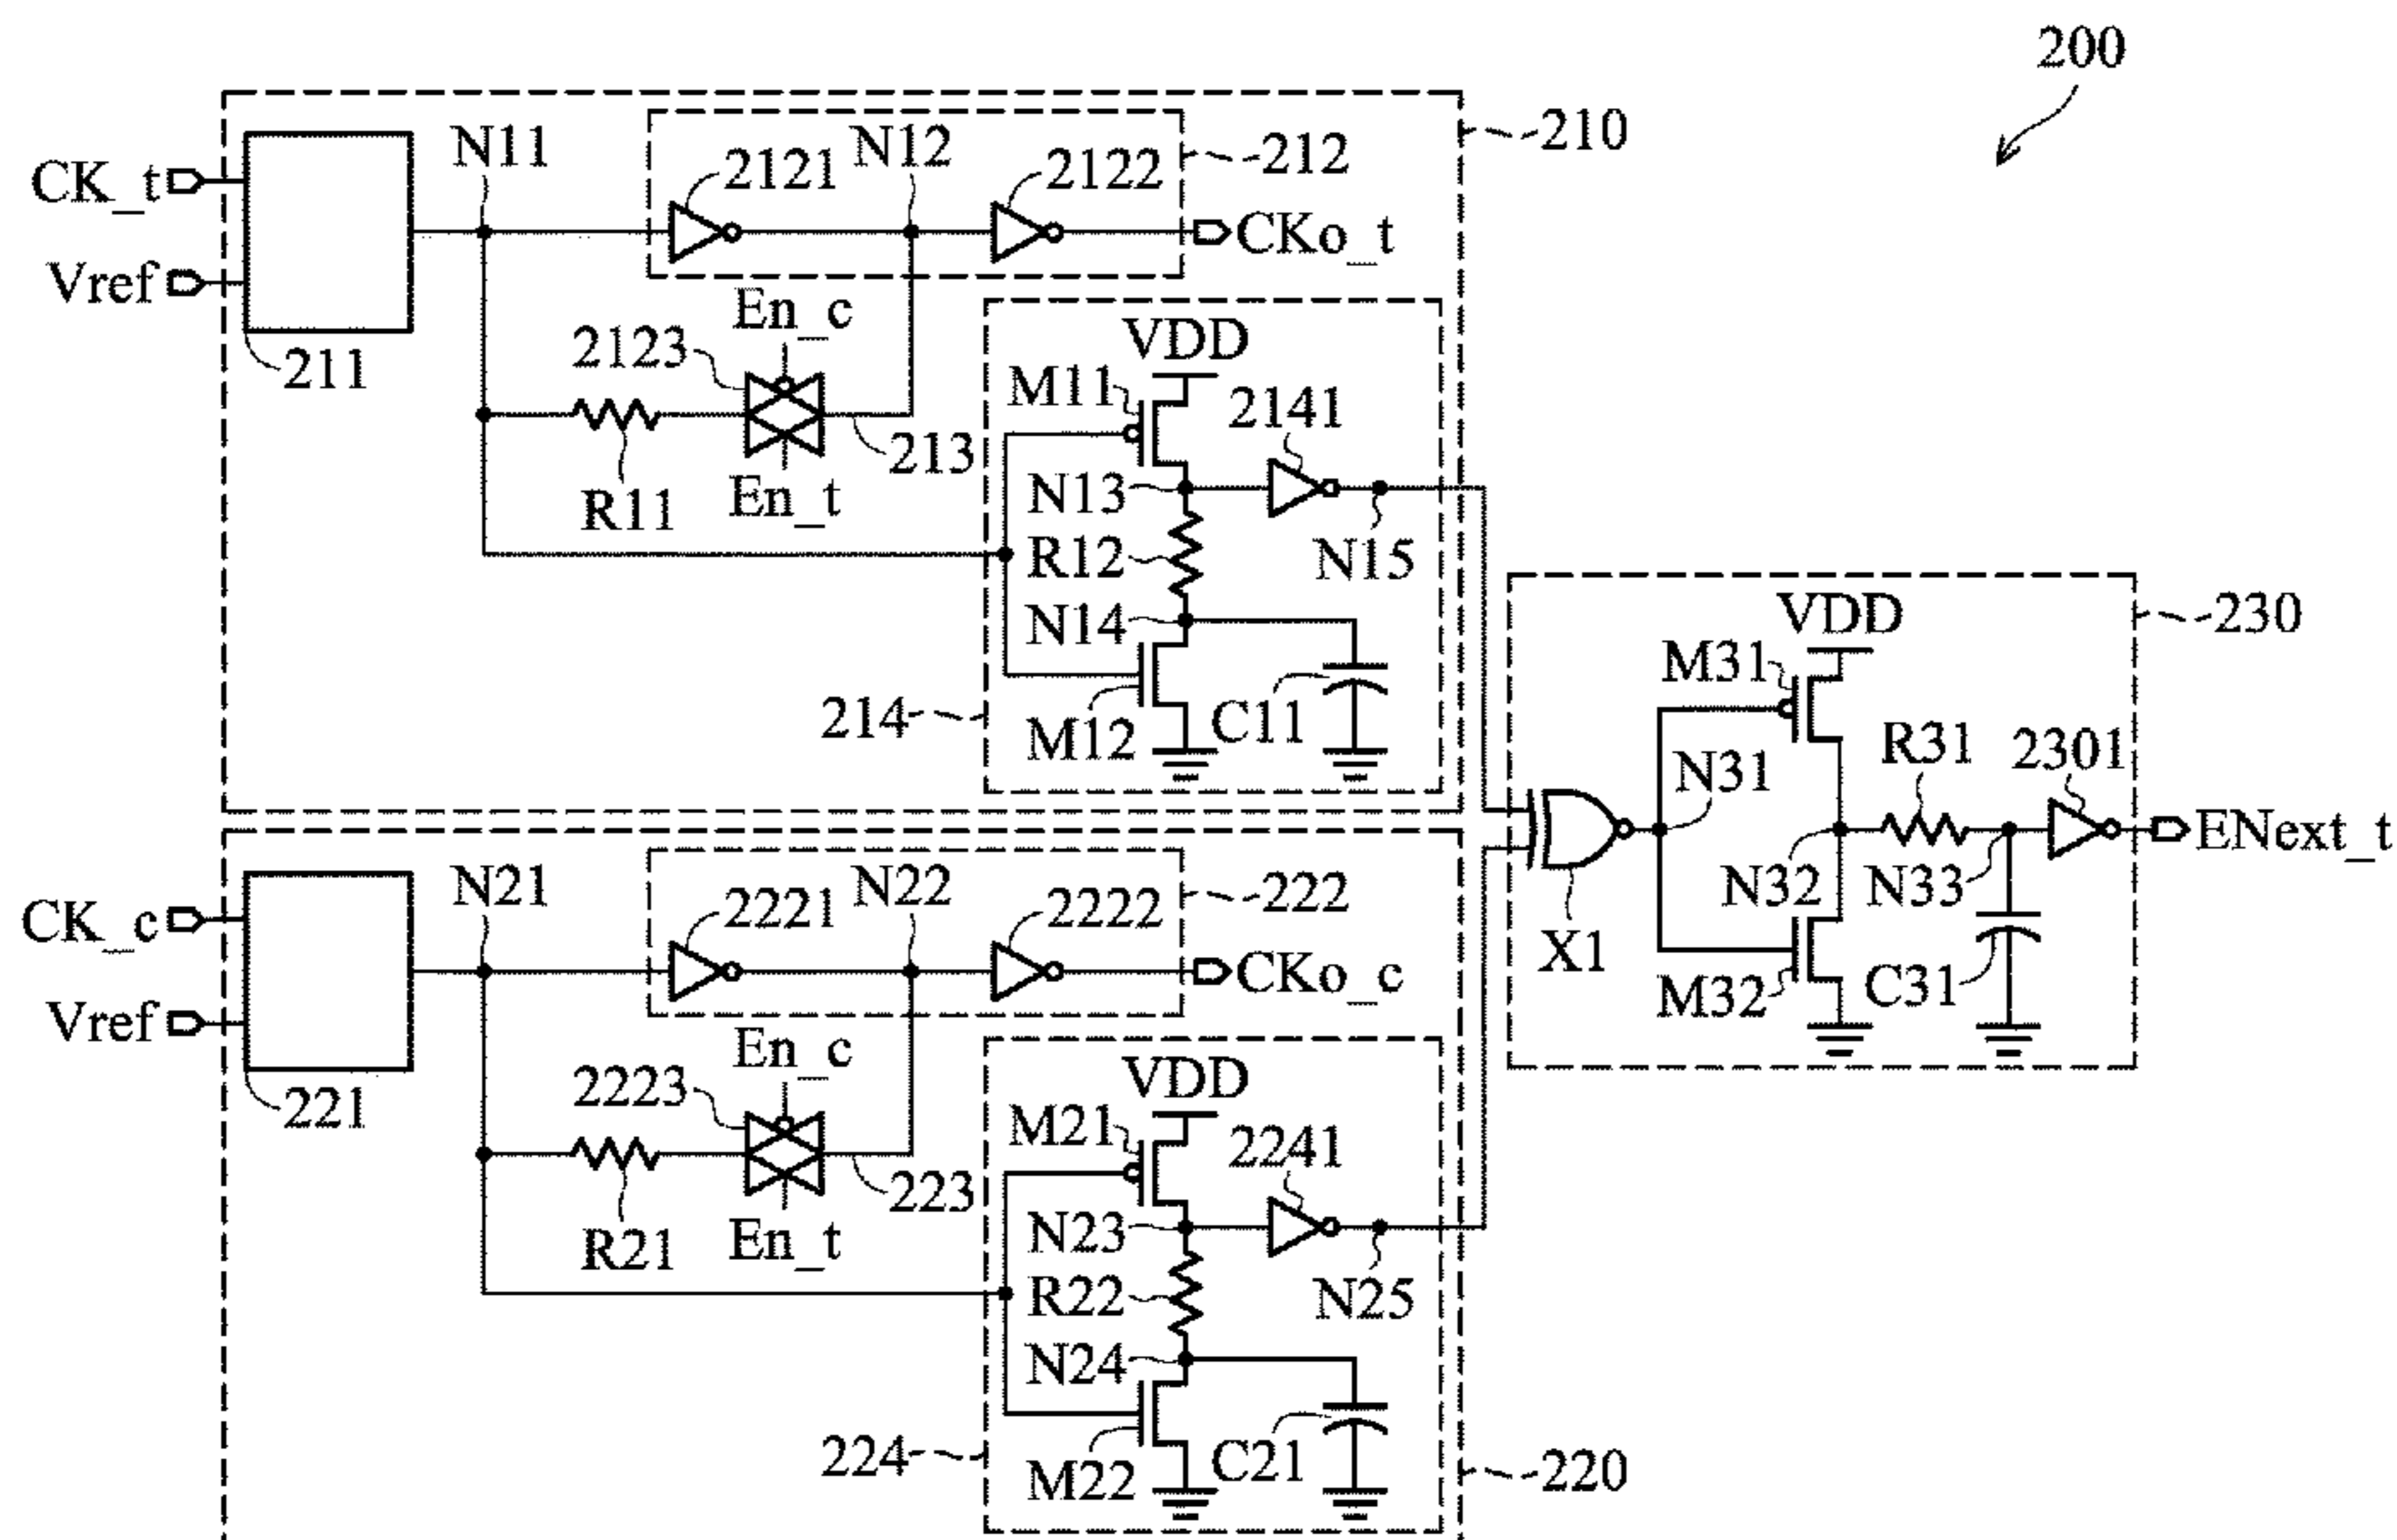 200
210
N11
N12
212
CK_t
2121
2122
CKo_t
Vref
211
En_c
2123
213
R11
En_t
VDD
M11
2141
N13
R12
N15
N14
214
M12
C11
230
VDD
M31
N31
R31
2301
ENext_t
X1
N32
N33
M32
C31
N21
N22
222
CK_c
2221
2222
CKo_c
Vref
221
En_c
2223
223
R21
En_t
VDD
M21
2241
N23
R22
N25
N24
224
M22
C21
220